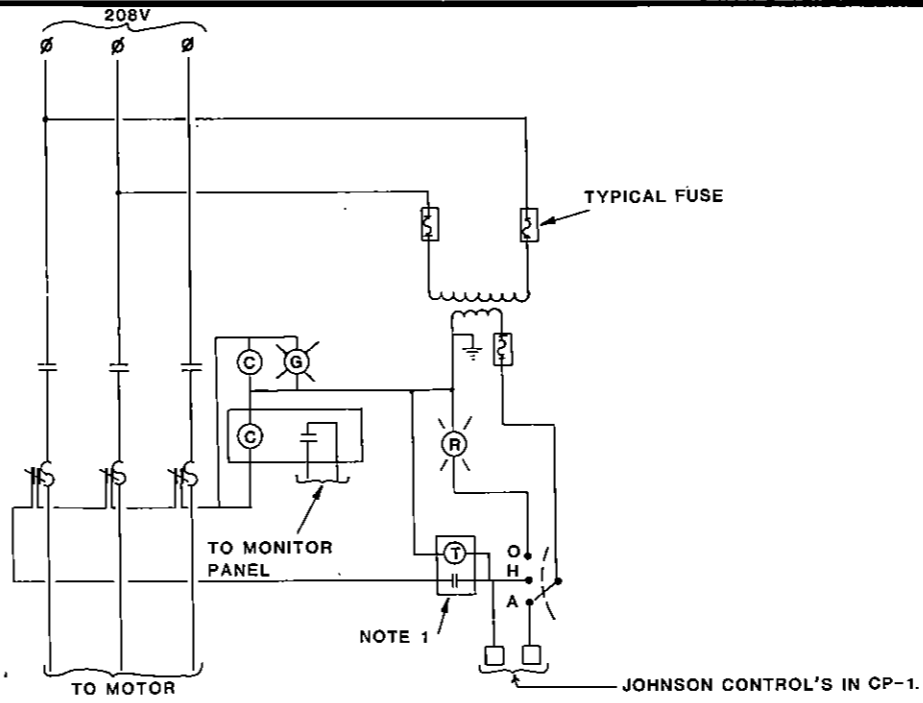 208V
Ø Ø Ø
TYPICAL FUSE
C G
C
R
TO MONITOR
PANEL
T
O
H
A
NOTE 1
TO MOTOR
JOHNSON CONTROL'S IN CP-1.